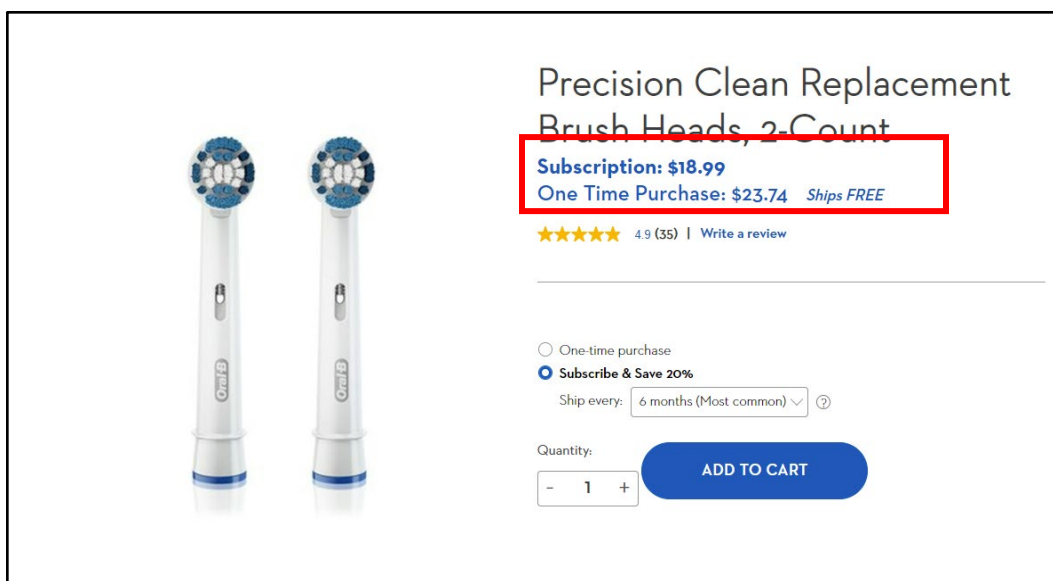 Precision Clean Replacement
Brush Heads, 2-Count
Subscription: $18.99
One Time Purchase: $23.74 Ships FREE
4.9 (35) | Write a review
One-time purchase
Subscribe & Save 20%
Ship every: 6 months (Most common) ?
Quantity:
- 1 +
ADD TO CART
Oral-B
Oral-B